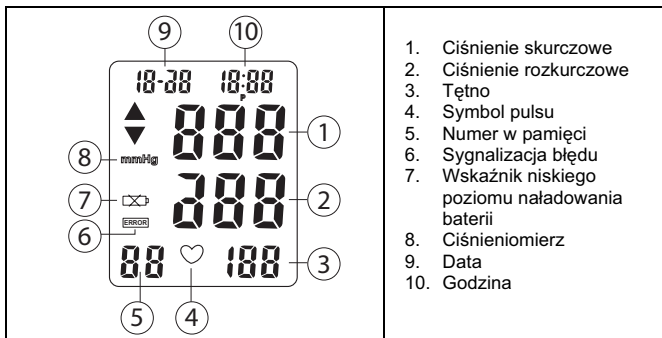 9 10
18-28 18:88
P
888 1
8 mmHg
7 288 2
6 ERROR
88 188 3
5 4
1. Ciśnienie skurczowe
2. Ciśnienie rozkurczowe
3. Tętno
4. Symbol pulsu
5. Numer w pamięci
6. Sygnalizacja błędu
7. Wskaźnik niskiego
poziomu naładowania
baterii
8. Ciśnieniomierz
9. Data
10. Godzina